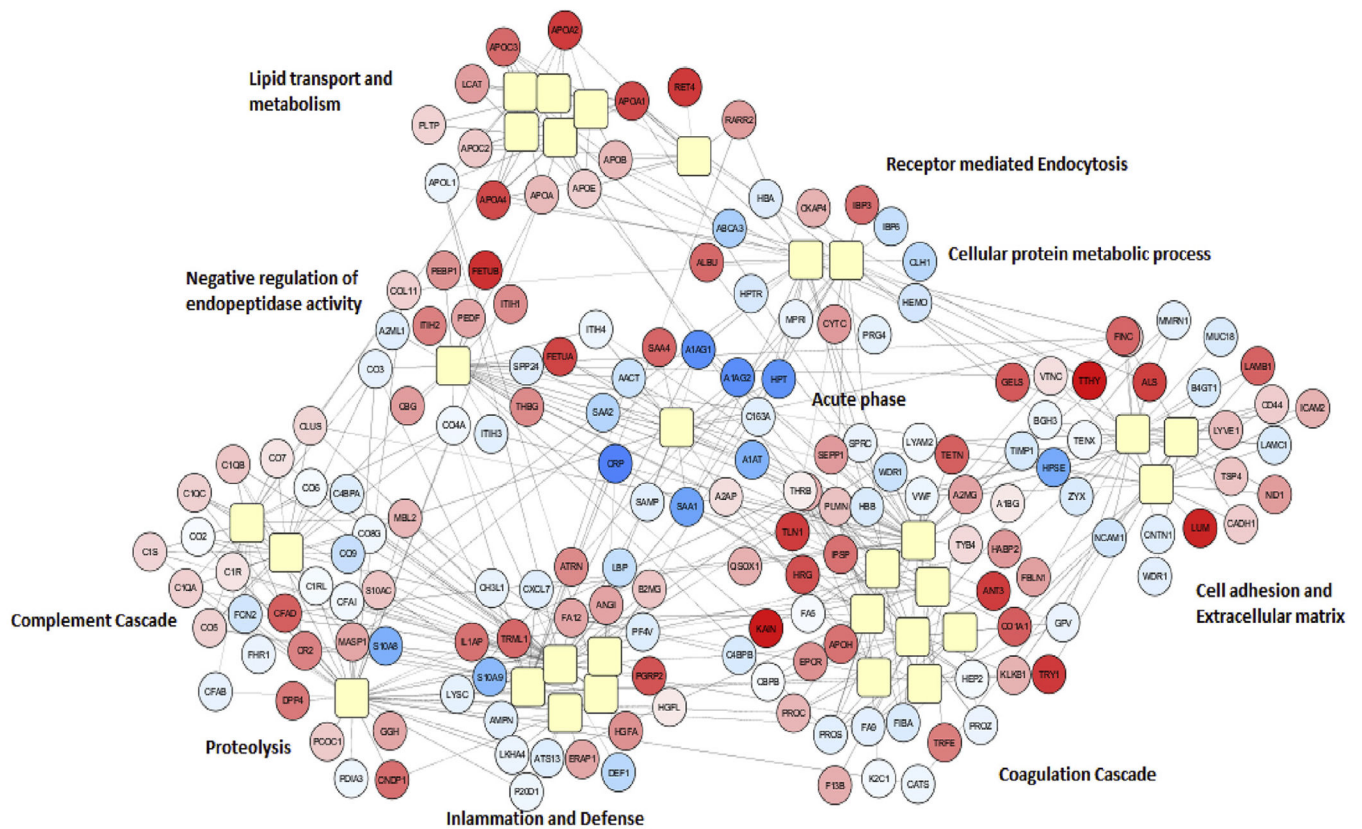 APOA2
APOC3
Lipid transport and
metabolism
LCAT
RET4
APOA1
PLTP
RARR2
APOC2
APOB
Receptor mediated Endocytosis
APOL1
APOE
APOA
APOA4
HBA
CKAP4
IBP3
IBP6
ABCA3
Cellular protein metabolic process
ALBU
CLH1
Negative regulation of
endopeptidase activity
PEBP1
FETUB
COL11
ITIH1
HPTR
HEMO
A2ML1
ITIH2
PEDF
MPRI
CYTC
PRG4
ITIH4
MMRN1
MUC18
FINC
SAA4
A1AG1
CO3
SPP24
FETUA
AACT
A1AG2
HPT
GELS
VTNC
TTHY
ALS
LAMB1
B4GT1
CBG
THBG
SAA2
C163A
Acute phase
CD44
ICAM2
CO4A
ITIH3
BGH3
TENX
LYVE1
LAMC1
CLUS
SPRC
LYAM2
SEPP1
TETN
TIMP1
CRP
A1AT
WDR1
HPSE
TSP4
C1QB
CO7
CO6
C4BPA
THRB
C1QC
SAMP
SAA1
A2AP
PLMN
HBB
VWF
A2MG
A1BG
ZYX
NID1
MBL2
CO2
CO8G
TLN1
LUM
CADH1
NCAM1
CNTN1
C1S
CO9
IPSP
TYB4
HABP2
ATRN
LBP
QSOX1
HRG
FBLN1
WDR1
C1QA
C1R
C1RL
S10AC
CH3L1
CXCL7
B2MG
ANT3
Cell adhesion and
Extracellular matrix
CFAI
ANGI
Complement Cascade
FCN2
CFAD
FA12
FA5
CO5
KAIN
CO1A1
GPV
PF4V
CR2
MASP1
S10A8
IL1AP
TRML1
APOH
FHR1
C4BPB
EPCR
S10A9
PGRP2
HEP2
KLKB1
TRY1
CFAB
LYSC
CBPB
DPP4
HGFL
PROC
AMPN
PROS
FA9
FIBA
PROZ
GGH
HGFA
PCOC1
TRFE
Proteolysis
LKHA4
ATS13
ERAP1
DEF1
PDIA3
CNDP1
Coagulation Cascade
F13B
K2C1
CATS
P20D1
Inlammation and Defense